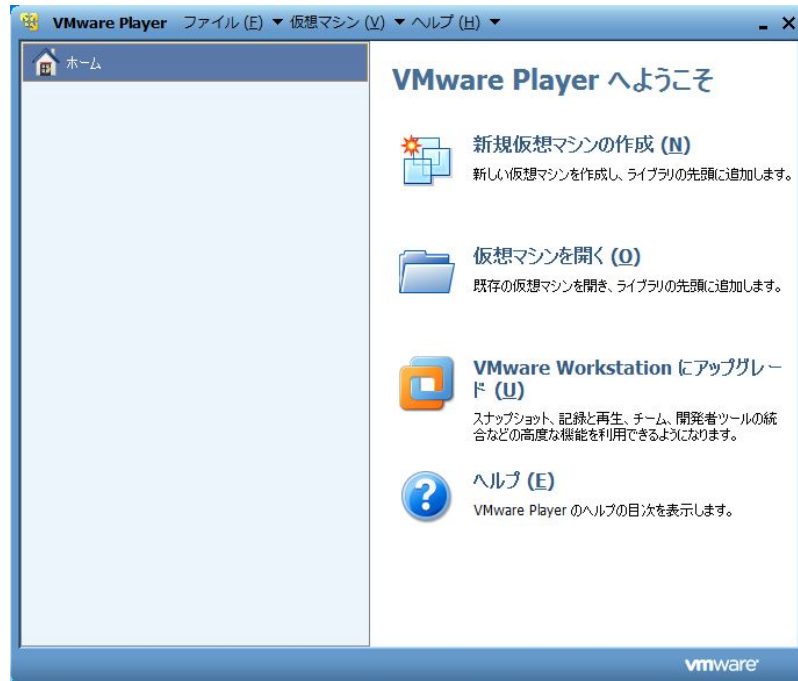 VMware Player ファイル (F) ▼ 仮想マシン (V) ▼ ヘルプ (H) ▼
ホーム
VMware Player へようこそ
新規仮想マシンの作成 (N)
新しい仮想マシンを作成し、ライブラリの先頭に追加します。
仮想マシンを開く (O)
既存の仮想マシンを開き、ライブラリの先頭に追加します。
VMware Workstation にアップグレー
ド (U)
スナップショット、記録と再生、チーム、開発者ツールの統
合などの高度な機能を利用できるようになります。
ヘルプ (E)
VMware Player のヘルプの目次を表示します。
vmware